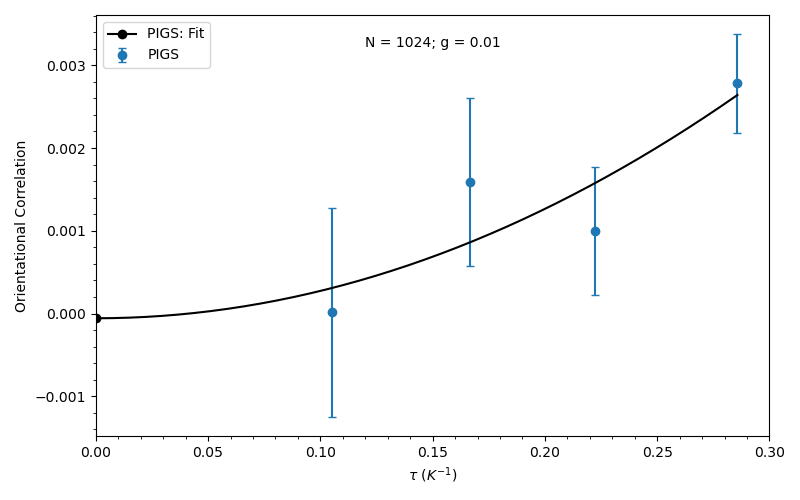 PIGS: Fit
PIGS
N = 1024; g = 0.01
Orientational Correlation
0.003
0.002
0.001
0.000
−0.001
0.00 0.05 0.10 0.15 0.20 0.25 0.30
τ (K⁻¹)